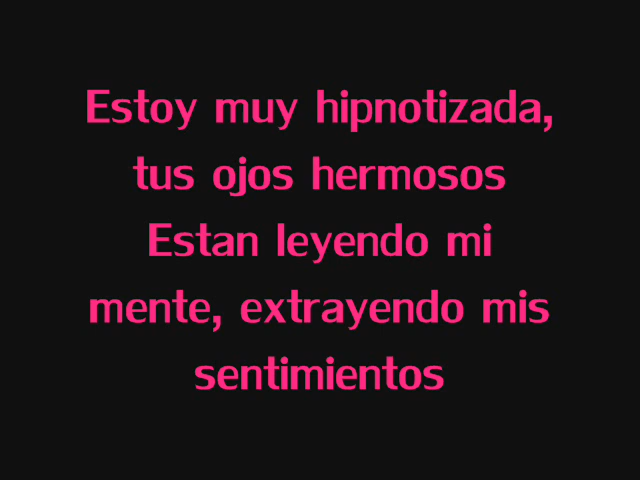 Estoy muy hipnotizada,
tus ojos hermosos
Estan leyendo mi
mente, extrayendo mis
sentimientos